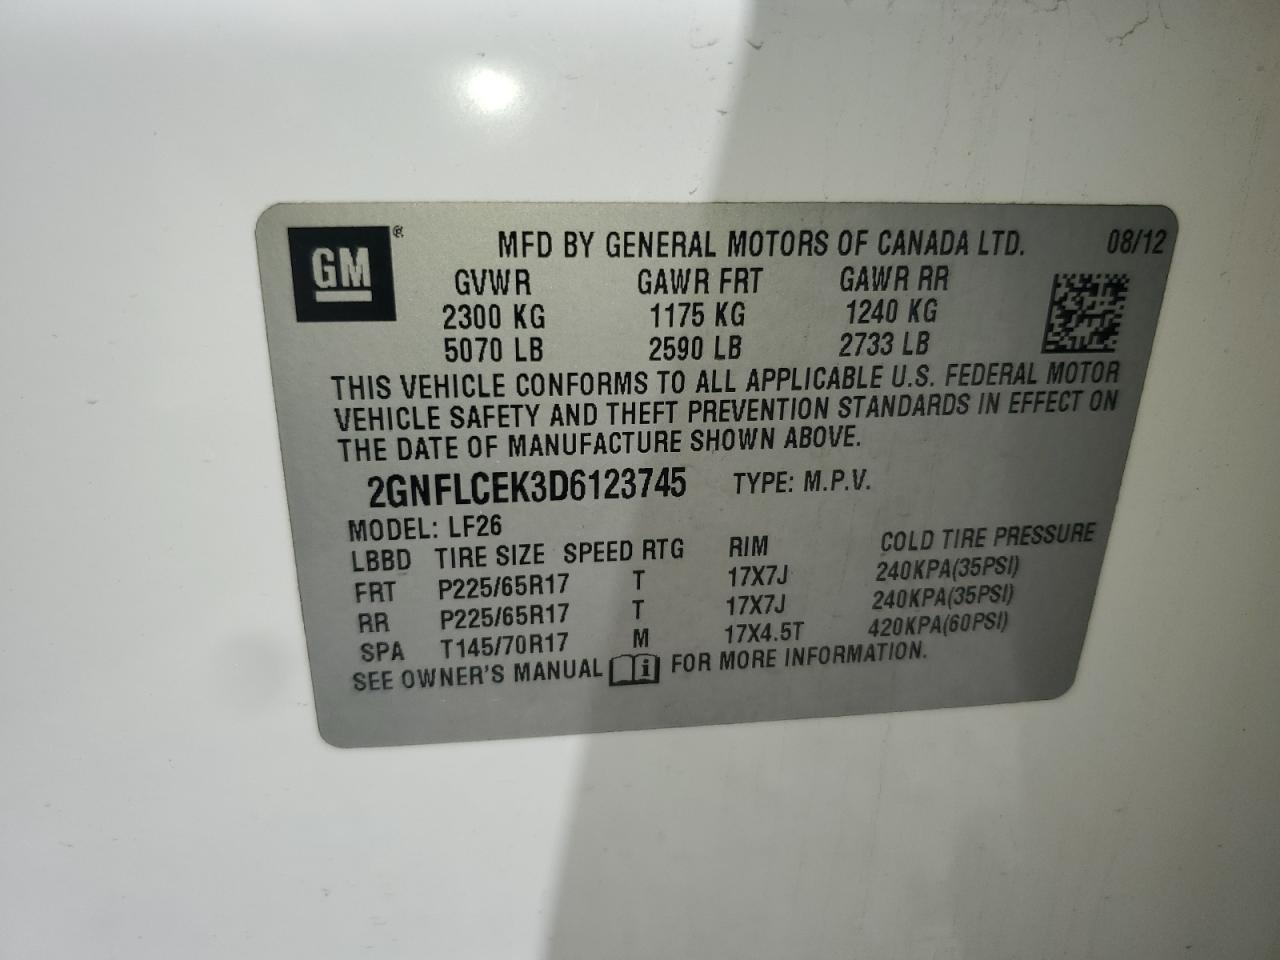 GM ®
MFD BY GENERAL MOTORS OF CANADA LTD. 08/12
GVWR GAWR FRT GAWR RR
2300 KG 1175 KG 1240 KG
5070 LB 2590 LB 2733 LB
THIS VEHICLE CONFORMS TO ALL APPLICABLE U.S. FEDERAL MOTOR
VEHICLE SAFETY AND THEFT PREVENTION STANDARDS IN EFFECT ON
THE DATE OF MANUFACTURE SHOWN ABOVE.
2GNFLCEK3D6123745 TYPE: M.P.V.
MODEL: LF26
LBBD TIRE SIZE SPEED RTG RIM COLD TIRE PRESSURE
FRT P225/65R17 T 17X7J 240KPA(35PSI)
RR P225/65R17 T 17X7J 240KPA(35PSI)
SPA T145/70R17 M 17X4.5T 420KPA(60PSI)
SEE OWNER'S MANUAL i FOR MORE INFORMATION.